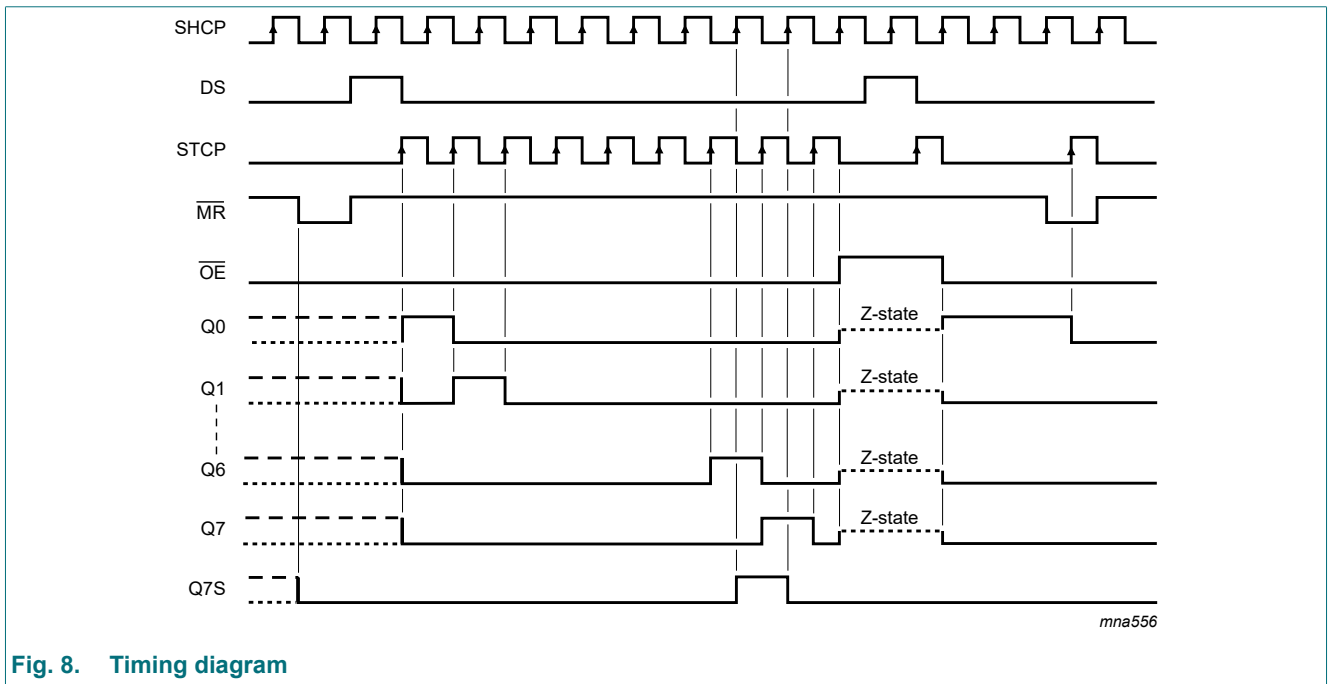 SHCP
DS
STCP
MR
OE
Q0 Z-state
Q1 Z-state
Q6 Z-state
Q7 Z-state
Q7S
mna556
Fig. 8. Timing diagram